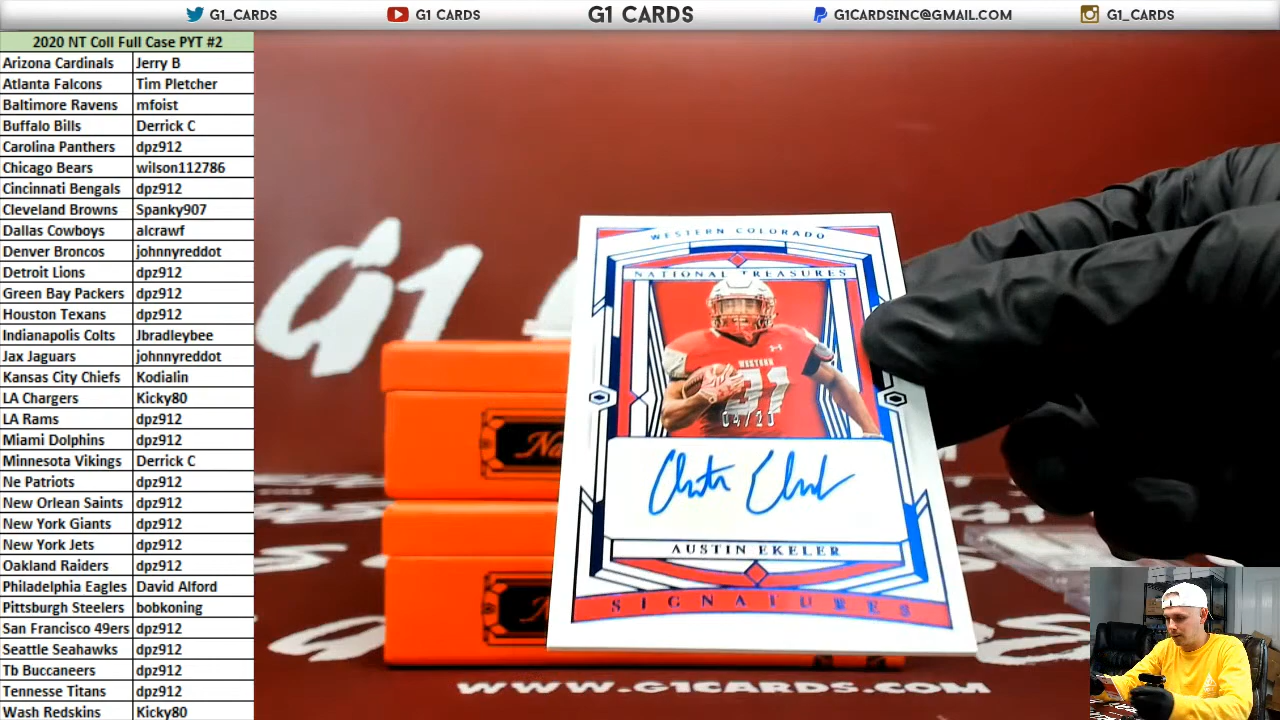 G1_CARDS
G1 CARDS
G1 CARDS
G1CARDSINC@GMAIL.COM
G1_CARDS
2020 NT Coll Full Case PYT #2
Arizona Cardinals Jerry B
Atlanta Falcons Tim Pletcher
Baltimore Ravens mfoist
Buffalo Bills Derrick C
Carolina Panthers dpz912
Chicago Bears wilson112786
Cincinnati Bengals dpz912
Cleveland Browns Spanky907
Dallas Cowboys alcrawf
Denver Broncos johnnyreddot
Detroit Lions dpz912
Green Bay Packers dpz912
Houston Texans dpz912
Indianapolis Colts Jbradleybee
Jax Jaguars johnnyreddot
Kansas City Chiefs Kodialin
LA Chargers Kicky80
LA Rams dpz912
Miami Dolphins dpz912
Minnesota Vikings Derrick C
Ne Patriots dpz912
New Orlean Saints dpz912
New York Giants dpz912
New York Jets dpz912
Oakland Raiders dpz912
Philadelphia Eagles David Alford
Pittsburgh Steelers bobkoning
San Francisco 49ers dpz912
Seattle Seahawks dpz912
Tb Buccaneers dpz912
Tennesse Titans dpz912
Wash Redskins Kicky80
G1
WESTERN COLORADO
NATIONAL TREASURES
WESTERN
31
AUSTIN EKELER
SIGNATURES
WWW.G1CARDS.COM